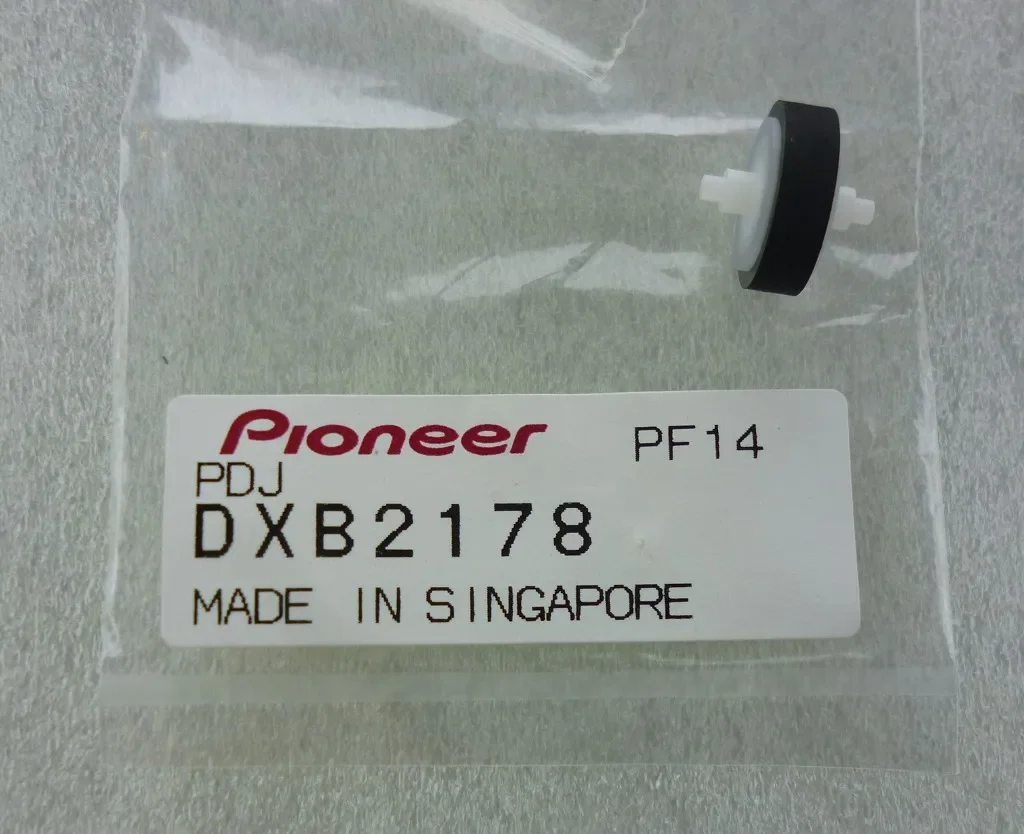 Pioneer PF14
PDJ
DXB2178
MADE IN SINGAPORE